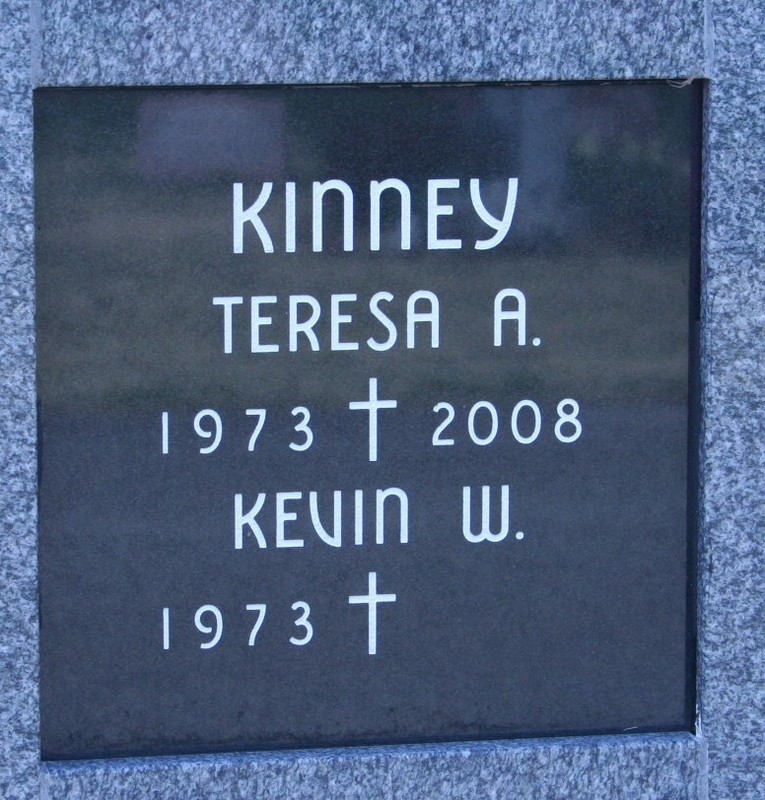 KINNEY
TERESA A.
1973 † 2008
KEVIN W.
1973 †